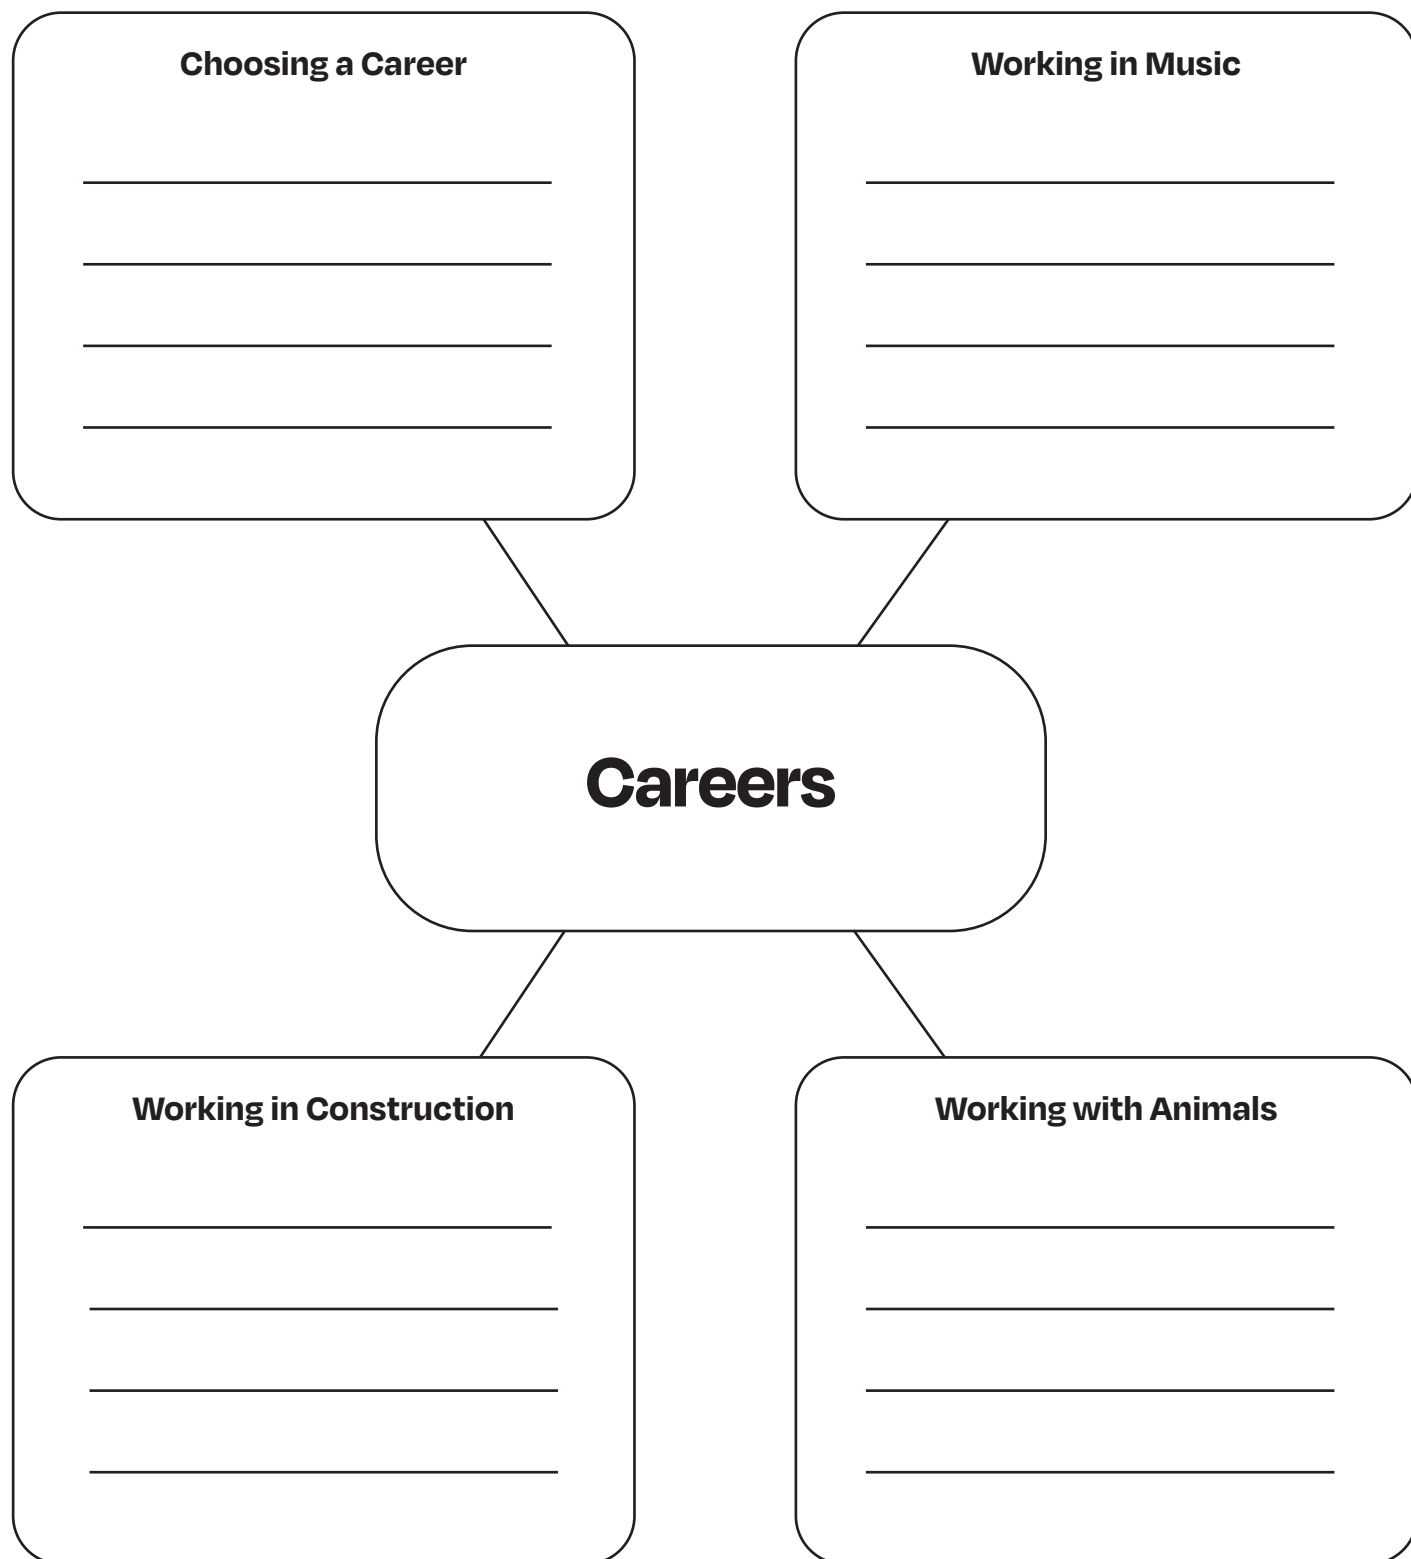 Choosing a Career
Working in Music
Careers
Working in Construction
Working with Animals